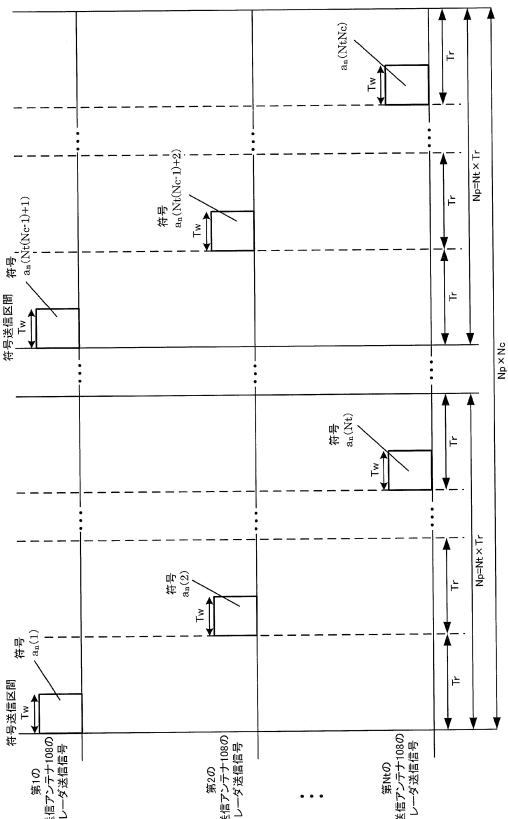 符号送信区間
Tw
符号
an(1)
Tw
符号
an(2)
Tw
符号
an(Nt)
符号送信区間
Tw
符号
an(Nt(Nc-1)+1)
Tw
符号
an(Nt(Nc-1)+2)
Tw
an(NtNc)
第1の
送信アンテナ108の
レーダ送信信号
第2の
送信アンテナ108の
レーダ送信信号
第Ntの
送信アンテナ108の
レーダ送信信号
Tr
Tr
Tr
Tr
Tr
Tr
Np=Nt×Tr
Np=Nt×Tr
Np×Nc